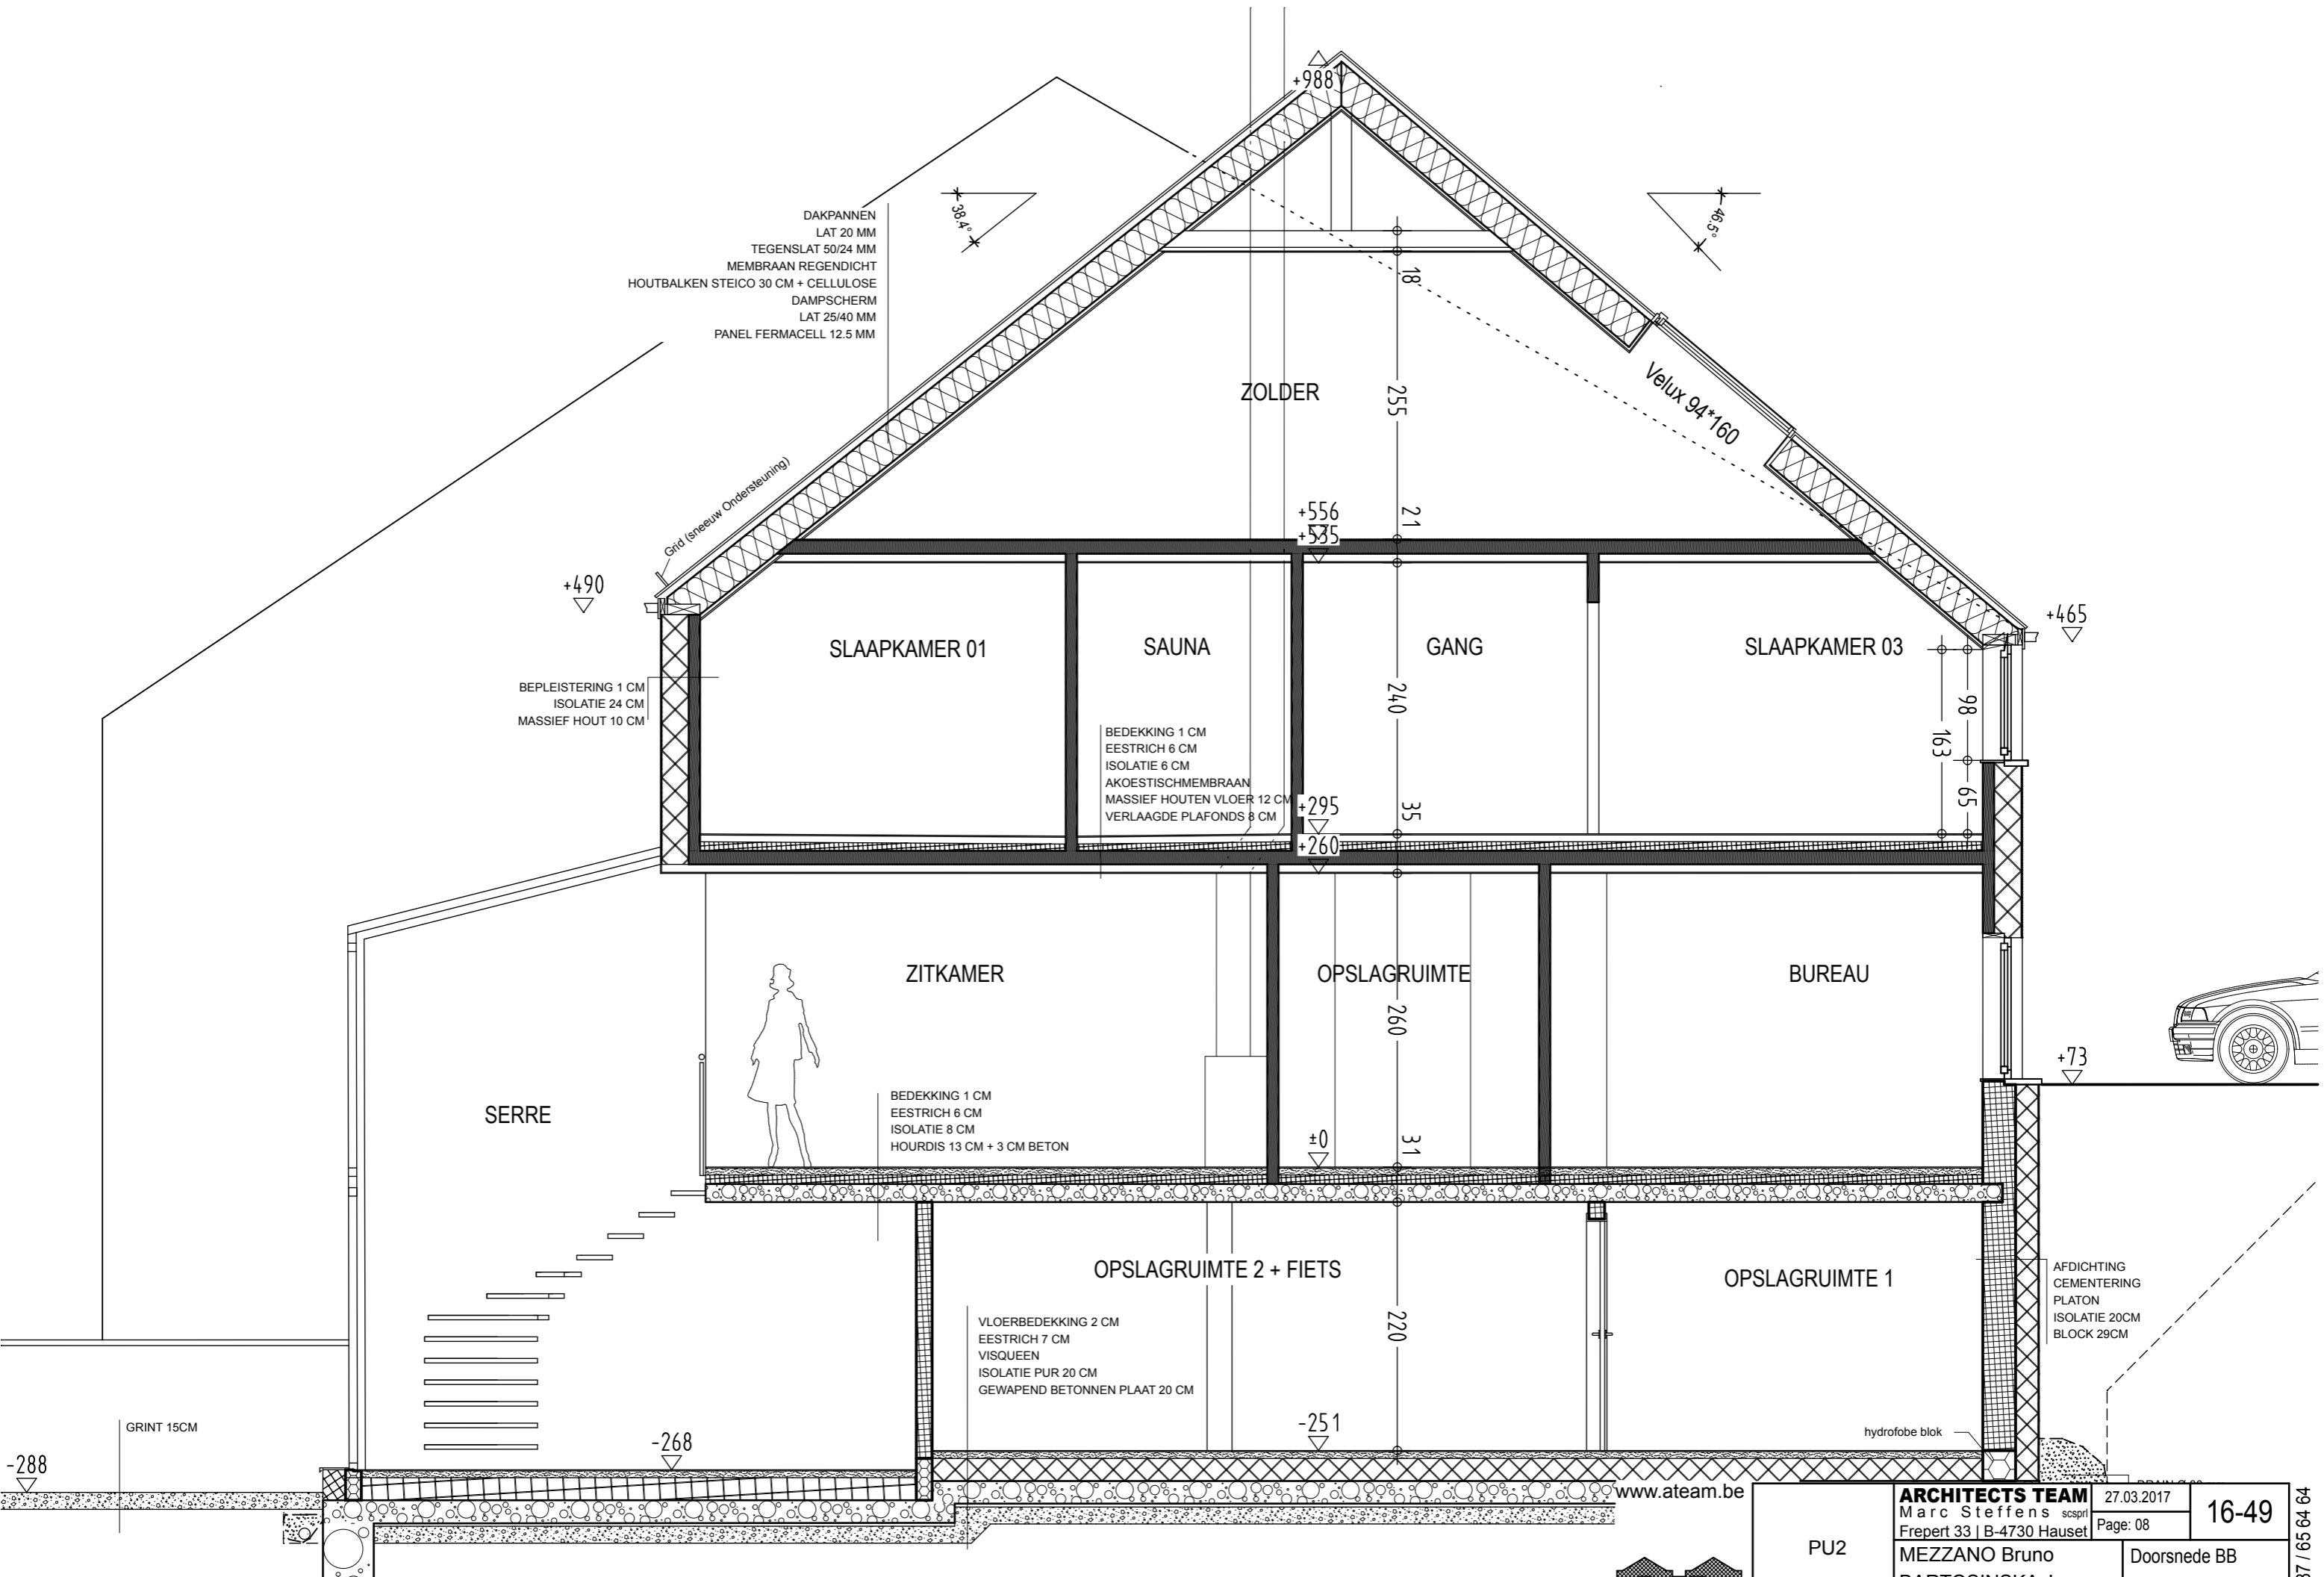 +988
38.4°
46.5°
DAKPANNEN
LAT 20 MM
TEGENSLAT 50/24 MM
MEMBRAAN REGENDICHT
HOUTBALKEN STEICO 30 CM + CELLULOSE
DAMPSCHERM
LAT 25/40 MM
PANEL FERMACELL 12.5 MM
18
ZOLDER
255
Velux 94*160
Grid (sneeuw Ondersteuning)
+556
21
+535
+490
+465
SLAAPKAMER 01
SAUNA
GANG
SLAAPKAMER 03
BEPLEISTERING 1 CM
ISOLATIE 24 CM
MASSIEF HOUT 10 CM
240
98
163
65
BEDEKKING 1 CM
EESTRICH 6 CM
ISOLATIE 6 CM
AKOESTISCHMEMBRAAN
MASSIEF HOUTEN VLOER 12 CM
VERLAAGDE PLAFONDS 8 CM
+295
35
+260
ZITKAMER
OPSLAGRUIMTE
BUREAU
260
+73
SERRE
BEDEKKING 1 CM
EESTRICH 6 CM
ISOLATIE 8 CM
HOURDIS 13 CM + 3 CM BETON
±0
31
OPSLAGRUIMTE 2 + FIETS
OPSLAGRUIMTE 1
AFDICHTING
CEMENTERING
PLATON
ISOLATIE 20CM
BLOCK 29CM
VLOERBEDEKKING 2 CM
EESTRICH 7 CM
VISQUEEN
ISOLATIE PUR 20 CM
GEWAPEND BETONNEN PLAAT 20 CM
220
GRINT 15CM
-251
hydrofobe blok
-268
-288
www.ateam.be
ARCHITECTS TEAM
Marc Steffens scsprl
Frepert 33 | B-4730 Hauset
27.03.2017
Page: 08
16-49
PU2
MEZZANO Bruno
Doorsnede BB
87 / 65 64 64